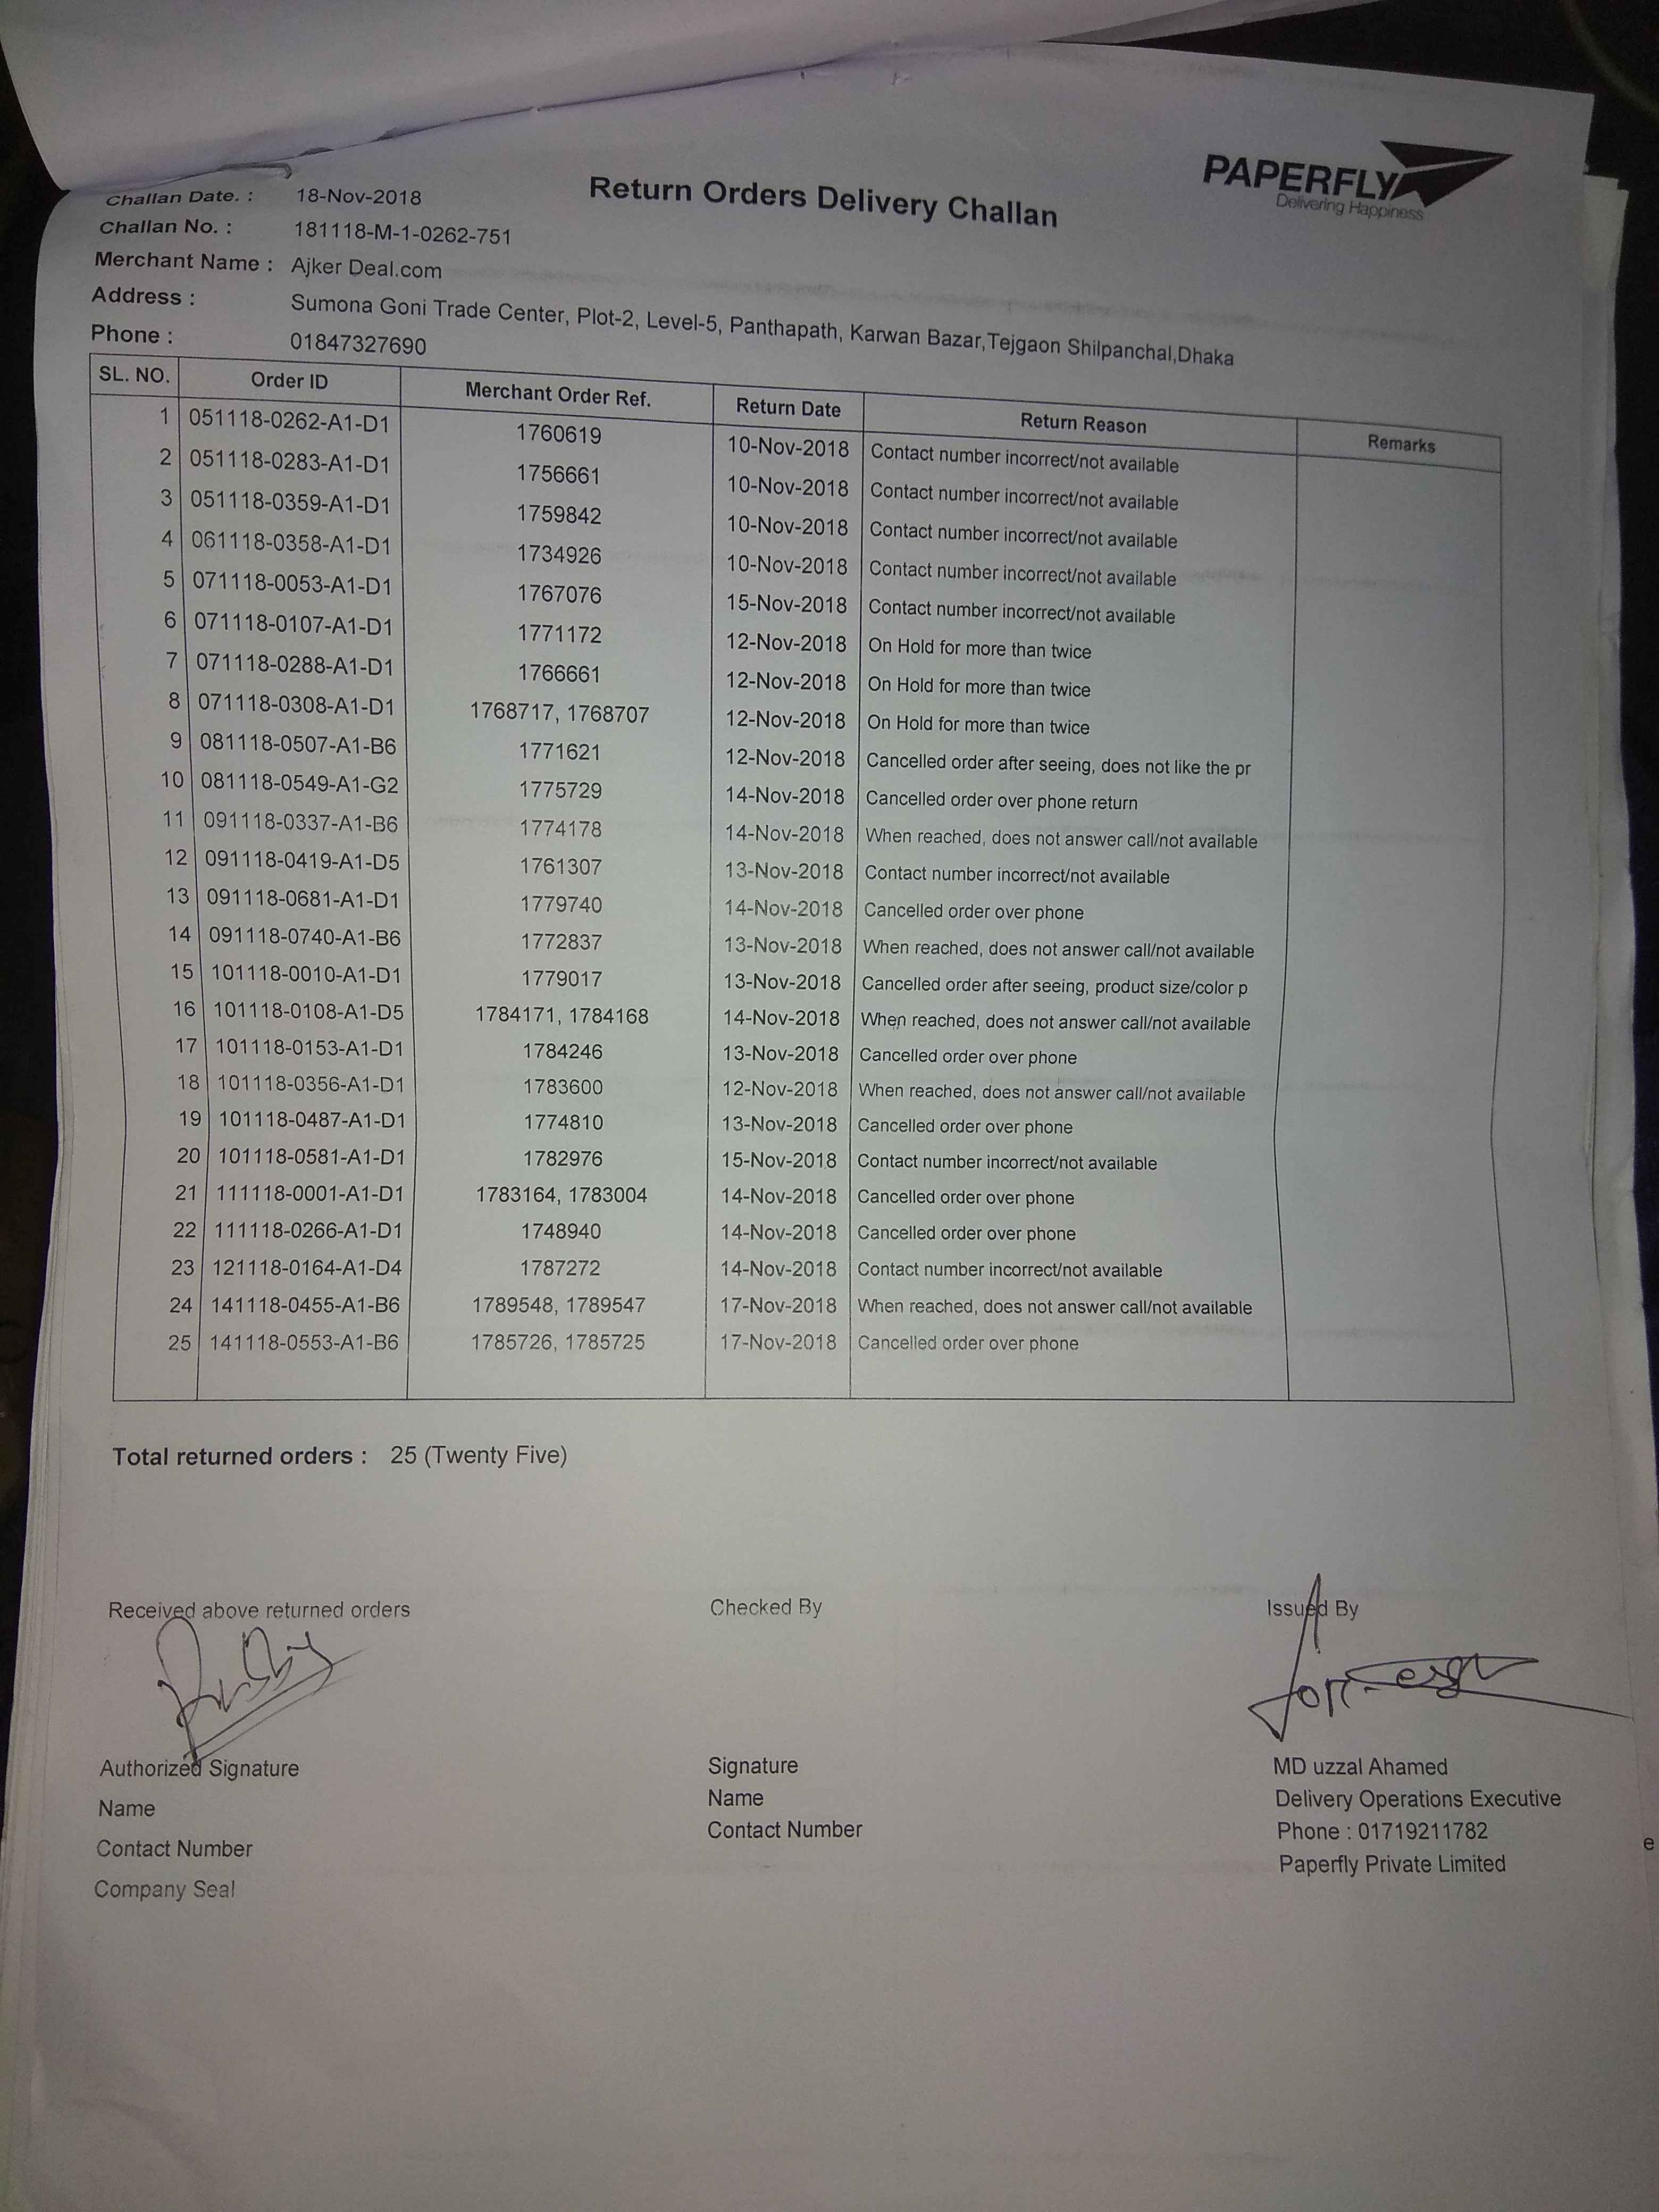 PAPERFLY
Delivering Happiness
Return Orders Delivery Challan
Challan Date. : 18-Nov-2018
Challan No. : 181118-M-1-0262-751
Merchant Name : Ajker Deal.com
Address : Sumona Goni Trade Center, Plot-2, Level-5, Panthapath, Karwan Bazar,Tejgaon Shilpanchal,Dhaka
Phone : 01847327690
SL. NO. Order ID Merchant Order Ref. Return Date Return Reason Remarks
1 051118-0262-A1-D1 1760619 10-Nov-2018 Contact number incorrect/not available
2 051118-0283-A1-D1 1756661 10-Nov-2018 Contact number incorrect/not available
3 051118-0359-A1-D1 1759842 10-Nov-2018 Contact number incorrect/not available
4 061118-0358-A1-D1 1734926 10-Nov-2018 Contact number incorrect/not available
5 071118-0053-A1-D1 1767076 15-Nov-2018 Contact number incorrect/not available
6 071118-0107-A1-D1 1771172 12-Nov-2018 On Hold for more than twice
7 071118-0288-A1-D1 1766661 12-Nov-2018 On Hold for more than twice
8 071118-0308-A1-D1 1768717, 1768707 12-Nov-2018 On Hold for more than twice
9 081118-0507-A1-B6 1771621 12-Nov-2018 Cancelled order after seeing, does not like the pr
10 081118-0549-A1-G2 1775729 14-Nov-2018 Cancelled order over phone return
11 091118-0337-A1-B6 1774178 14-Nov-2018 When reached, does not answer call/not available
12 091118-0419-A1-D5 1761307 13-Nov-2018 Contact number incorrect/not available
13 091118-0681-A1-D1 1779740 14-Nov-2018 Cancelled order over phone
14 091118-0740-A1-B6 1772837 13-Nov-2018 When reached, does not answer call/not available
15 101118-0010-A1-D1 1779017 13-Nov-2018 Cancelled order after seeing, product size/color p
16 101118-0108-A1-D5 1784171, 1784168 14-Nov-2018 When reached, does not answer call/not available
17 101118-0153-A1-D1 1784246 13-Nov-2018 Cancelled order over phone
18 101118-0356-A1-D1 1783600 12-Nov-2018 When reached, does not answer call/not available
19 101118-0487-A1-D1 1774810 13-Nov-2018 Cancelled order over phone
20 101118-0581-A1-D1 1782976 15-Nov-2018 Contact number incorrect/not available
21 111118-0001-A1-D1 1783164, 1783004 14-Nov-2018 Cancelled order over phone
22 111118-0266-A1-D1 1748940 14-Nov-2018 Cancelled order over phone
23 121118-0164-A1-D4 1787272 14-Nov-2018 Contact number incorrect/not available
24 141118-0455-A1-B6 1789548, 1789547 17-Nov-2018 When reached, does not answer call/not available
25 141118-0553-A1-B6 1785726, 1785725 17-Nov-2018 Cancelled order over phone
Total returned orders : 25 (Twenty Five)
Received above returned orders Checked By Issued By
Authorized Signature Signature MD uzzal Ahamed
Name Name Delivery Operations Executive
Contact Number Contact Number Phone : 01719211782
Company Seal Paperfly Private Limited
e